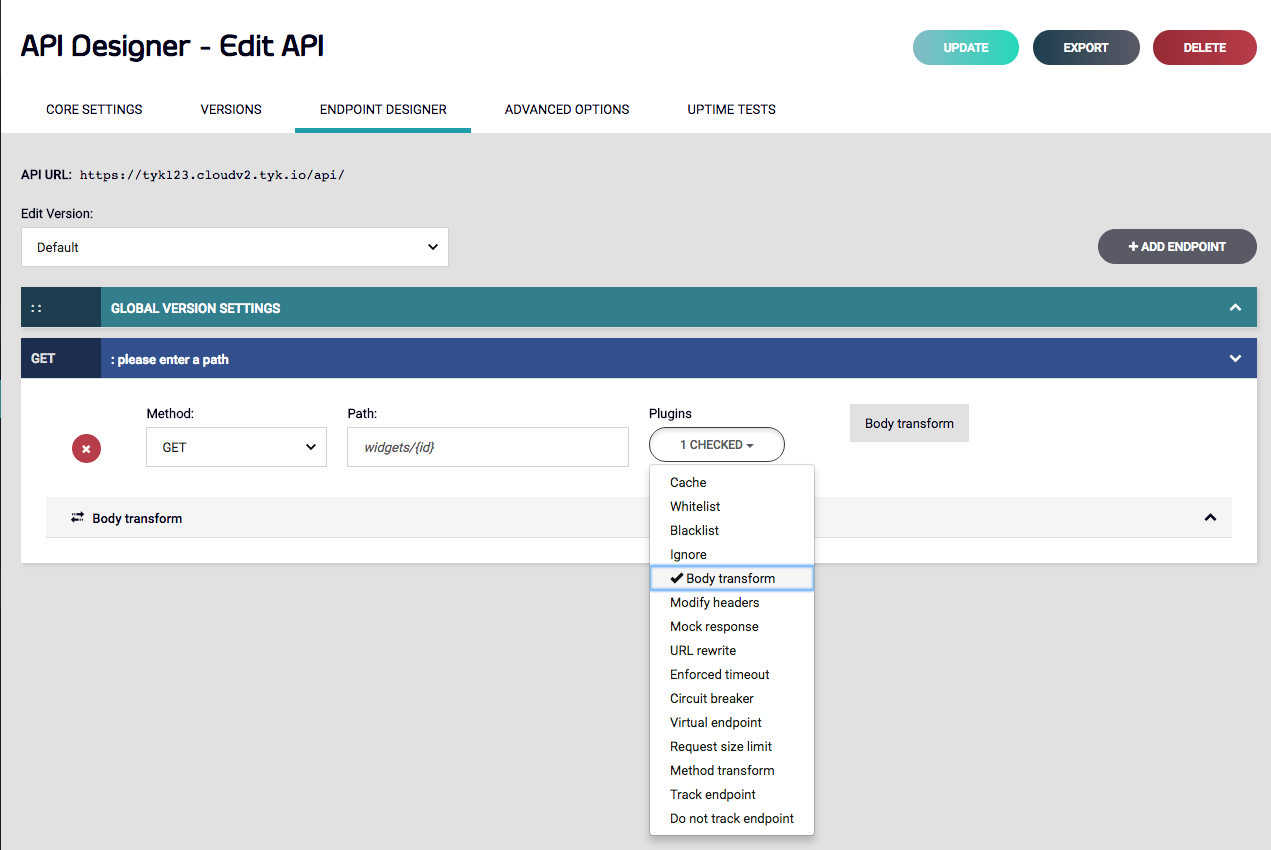 API Designer - Edit API
UPDATE
EXPORT
DELETE
CORE SETTINGS
VERSIONS
ENDPOINT DESIGNER
ADVANCED OPTIONS
UPTIME TESTS
API URL: https://tyk123.cloudv2.tyk.io/api/
Edit Version:
Default
+ ADD ENDPOINT
:: GLOBAL VERSION SETTINGS
GET : please enter a path
Method:
Path:
Plugins
Body transform
GET
widgets/{id}
1 CHECKED
Body transform
Cache
Whitelist
Blacklist
Ignore
Body transform
Modify headers
Mock response
URL rewrite
Enforced timeout
Circuit breaker
Virtual endpoint
Request size limit
Method transform
Track endpoint
Do not track endpoint